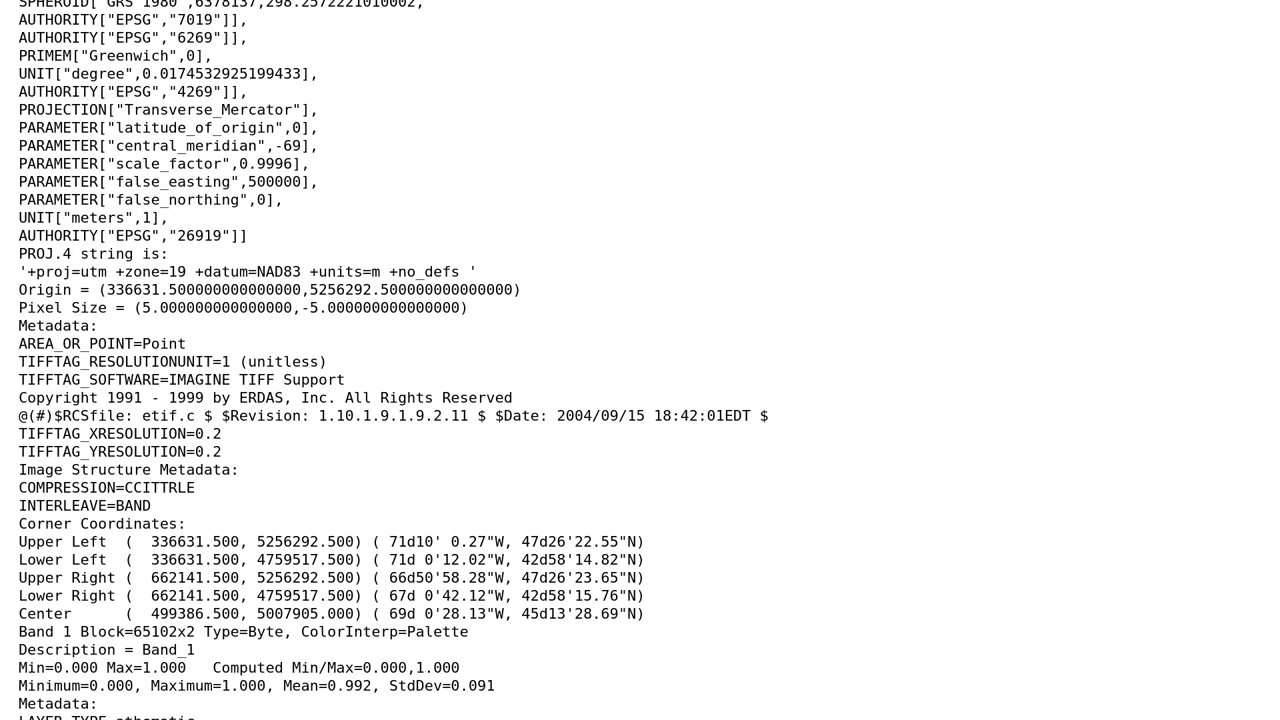 SPHEROID["GRS 1980",6378137,298.2572221010002,
AUTHORITY["EPSG","7019"]],
AUTHORITY["EPSG","6269"]],
PRIMEM["Greenwich",0],
UNIT["degree",0.0174532925199433],
AUTHORITY["EPSG","4269"]],
PROJECTION["Transverse_Mercator"],
PARAMETER["latitude_of_origin",0],
PARAMETER["central_meridian",-69],
PARAMETER["scale_factor",0.9996],
PARAMETER["false_easting",500000],
PARAMETER["false_northing",0],
UNIT["meters",1],
AUTHORITY["EPSG","26919"]]
PROJ.4 string is:
'+proj=utm +zone=19 +datum=NAD83 +units=m +no_defs '
Origin = (336631.500000000000000,5256292.500000000000000)
Pixel Size = (5.000000000000000,-5.000000000000000)
Metadata:
AREA_OR_POINT=Point
TIFFTAG_RESOLUTIONUNIT=1 (unitless)
TIFFTAG_SOFTWARE=IMAGINE TIFF Support
Copyright 1991 - 1999 by ERDAS, Inc. All Rights Reserved
@(#)$RCSfile: etif.c $ $Revision: 1.10.1.9.1.9.2.11 $ $Date: 2004/09/15 18:42:01EDT $
TIFFTAG_XRESOLUTION=0.2
TIFFTAG_YRESOLUTION=0.2
Image Structure Metadata:
COMPRESSION=CCITTRLE
INTERLEAVE=BAND
Corner Coordinates:
Upper Left  (  336631.500, 5256292.500) ( 71d10' 0.27"W, 47d26'22.55"N)
Lower Left  (  336631.500, 4759517.500) ( 71d 0'12.02"W, 42d58'14.82"N)
Upper Right (  662141.500, 5256292.500) ( 66d50'58.28"W, 47d26'23.65"N)
Lower Right (  662141.500, 4759517.500) ( 67d 0'42.12"W, 42d58'15.76"N)
Center      (  499386.500, 5007905.000) ( 69d 0'28.13"W, 45d13'28.69"N)
Band 1 Block=65102x2 Type=Byte, ColorInterp=Palette
Description = Band_1
Min=0.000 Max=1.000   Computed Min/Max=0.000,1.000
Minimum=0.000, Maximum=1.000, Mean=0.992, StdDev=0.091
Metadata:
LAYER_TYPE=athematic